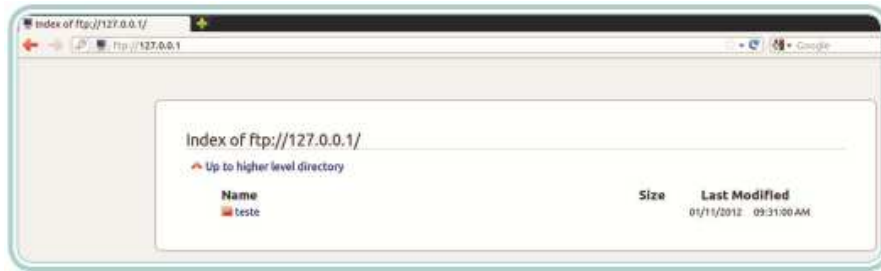 Index of ftp://127.0.0.1/
ftp://127.0.0.1
Google
Index of ftp://127.0.0.1/
Up to higher level directory
Name Size Last Modified
teste 01/11/2012 09:31:00 AM